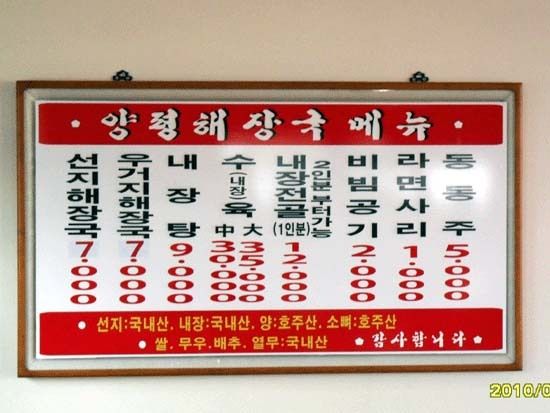 양평해장국메뉴
선지해장국 7.000
우거지해장국 7.000
내장탕 9.000
수(내장)육 中 30.000 大 35.000
내장전골(1인분) 2인분부터가능 12.000
비빔공기 2.000
라면사리 1.000
동동주 5.000
• 선지:국내산, 내장:국내산, 양:호주산, 소뼈:호주산
• 쌀, 무우, 배추, 열무:국내산
감사합니다
2010/0